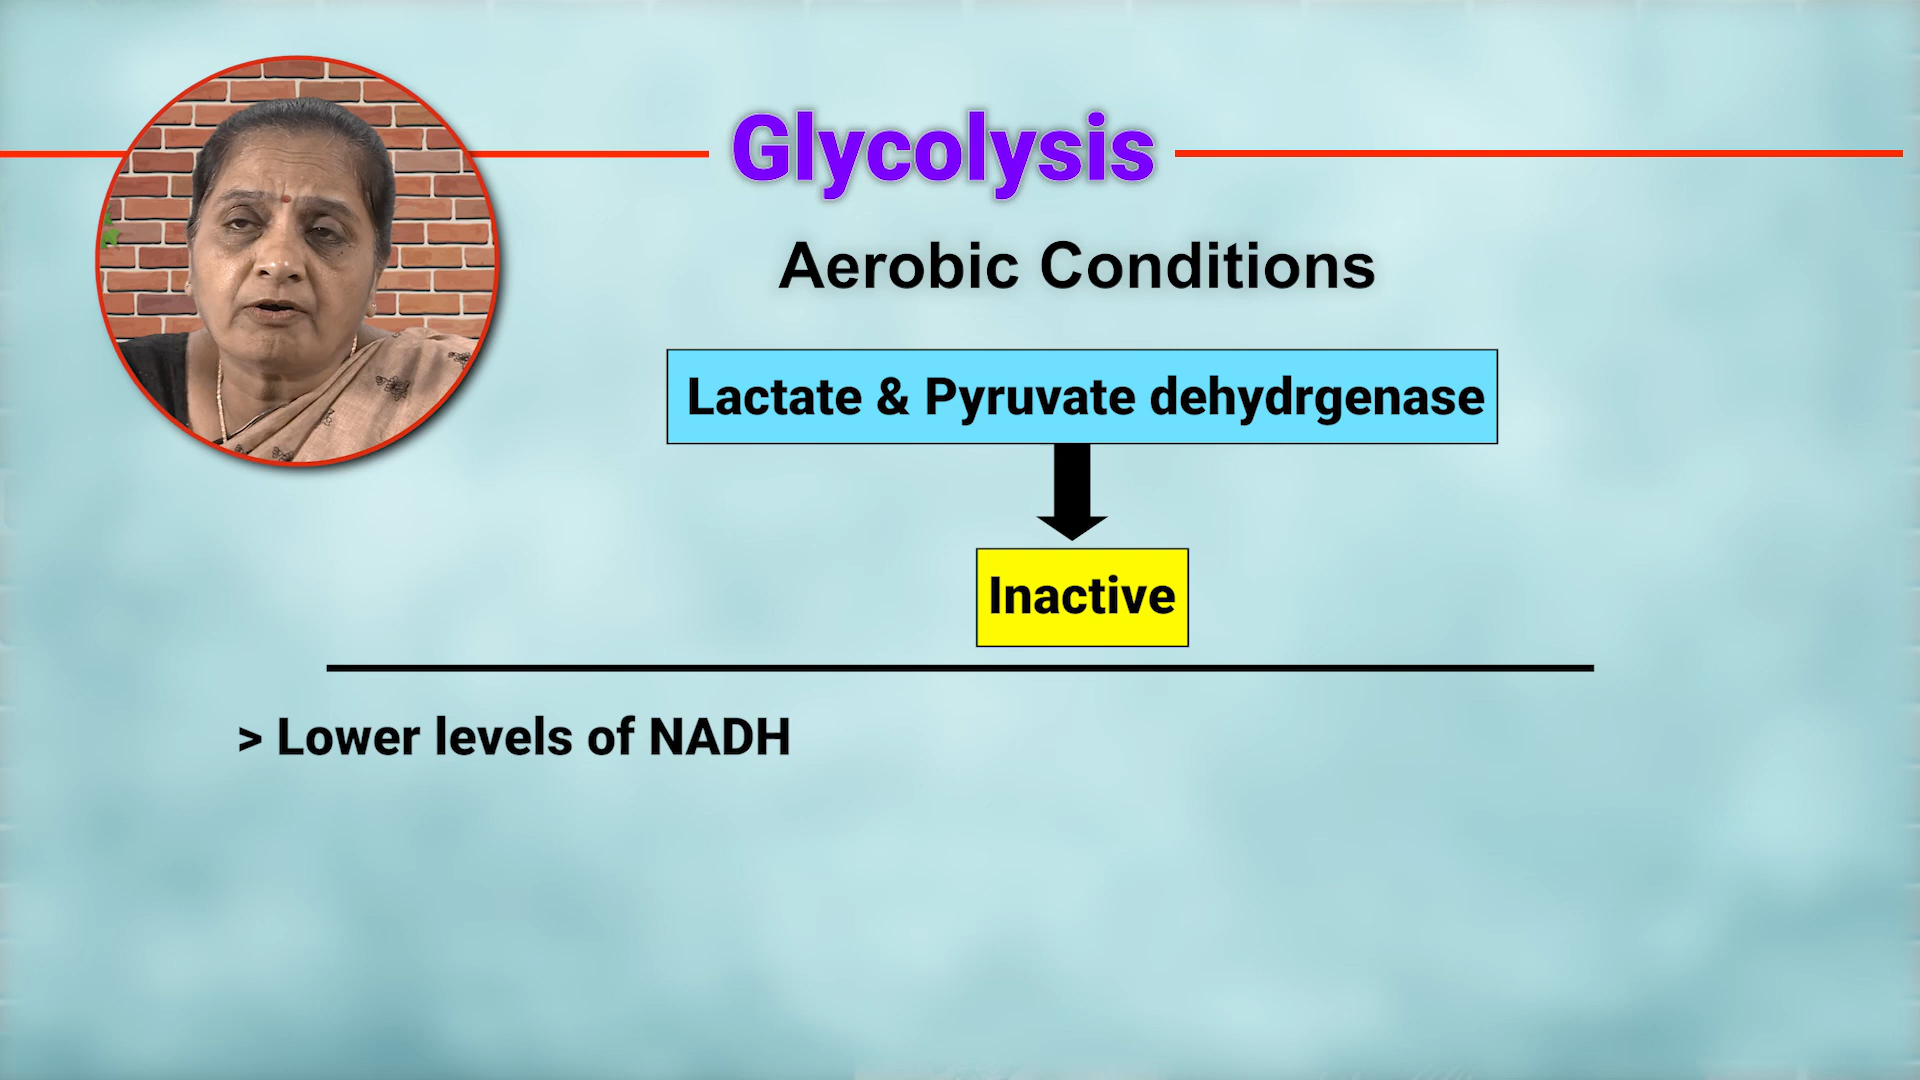 Glycolysis
Aerobic Conditions
Lactate & Pyruvate dehydrgenase
Inactive
> Lower levels of NADH